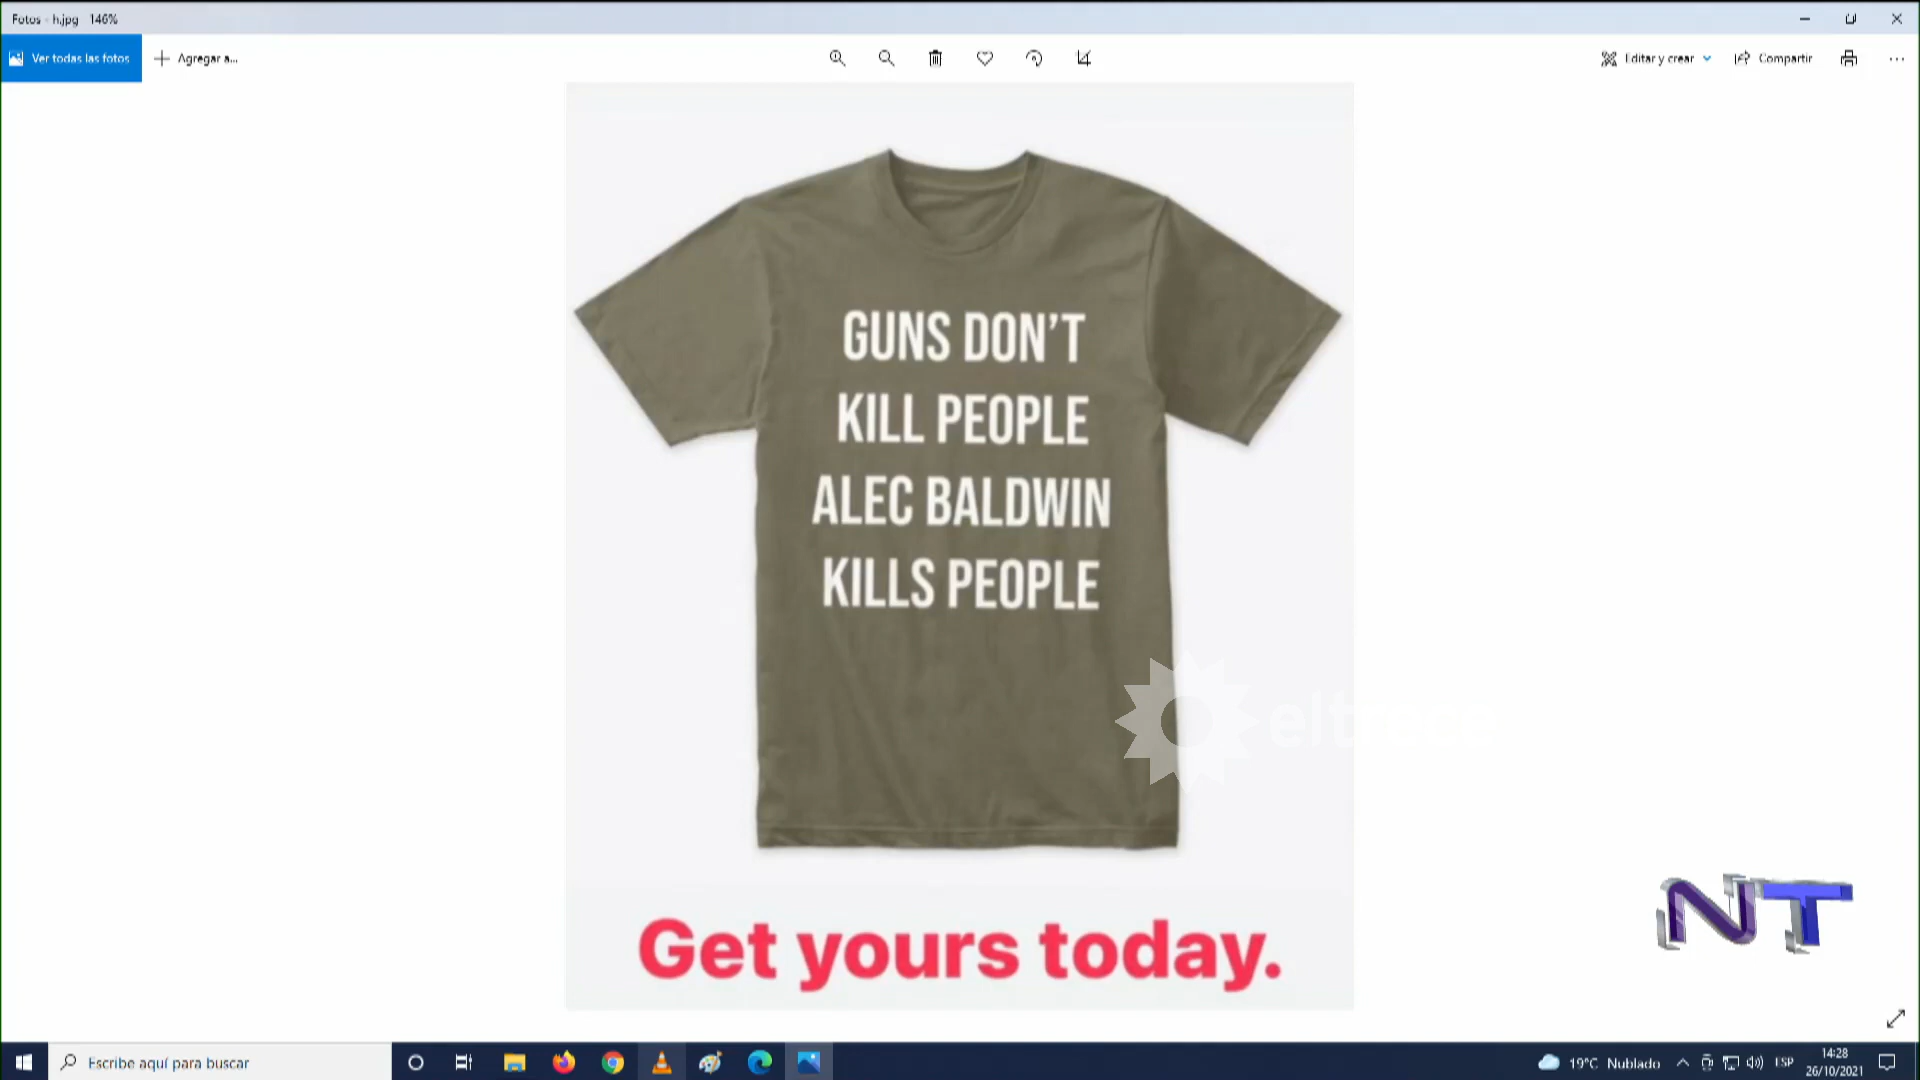 Fotos - h.jpg 146%
Ver todas las fotos
Agregar a...
Editar y crear
Compartir
GUNS DON'T
KILL PEOPLE
ALEC BALDWIN
KILLS PEOPLE
eltrece
NT
Get yours today.
Escribe aquí para buscar
19°C Nublado
ESP
14:28
26/10/2021